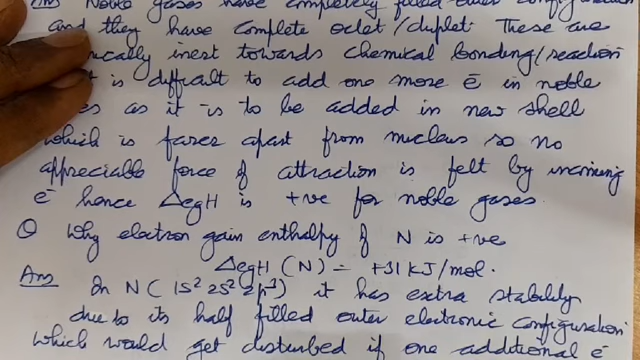 Ans Noble gases have completely filled outer configuration
and they have complete octet/duplet. These are
inert towards chemical bonding/reaction
is difficult to add one more ē in noble
as it is to be added in new shell
which is farer apart from nucleus so no
appreciable force of attraction is felt by incoming
ē hence ΔegH is +ve for noble gases.
Q Why electron gain enthalpy of N is +ve
ΔegH (N) = +31 kJ/mol.
Ans In N (1s² 2s² 2p³) it has extra stability
due to its half filled outer electronic configuration
which would get disturbed if one additional ē